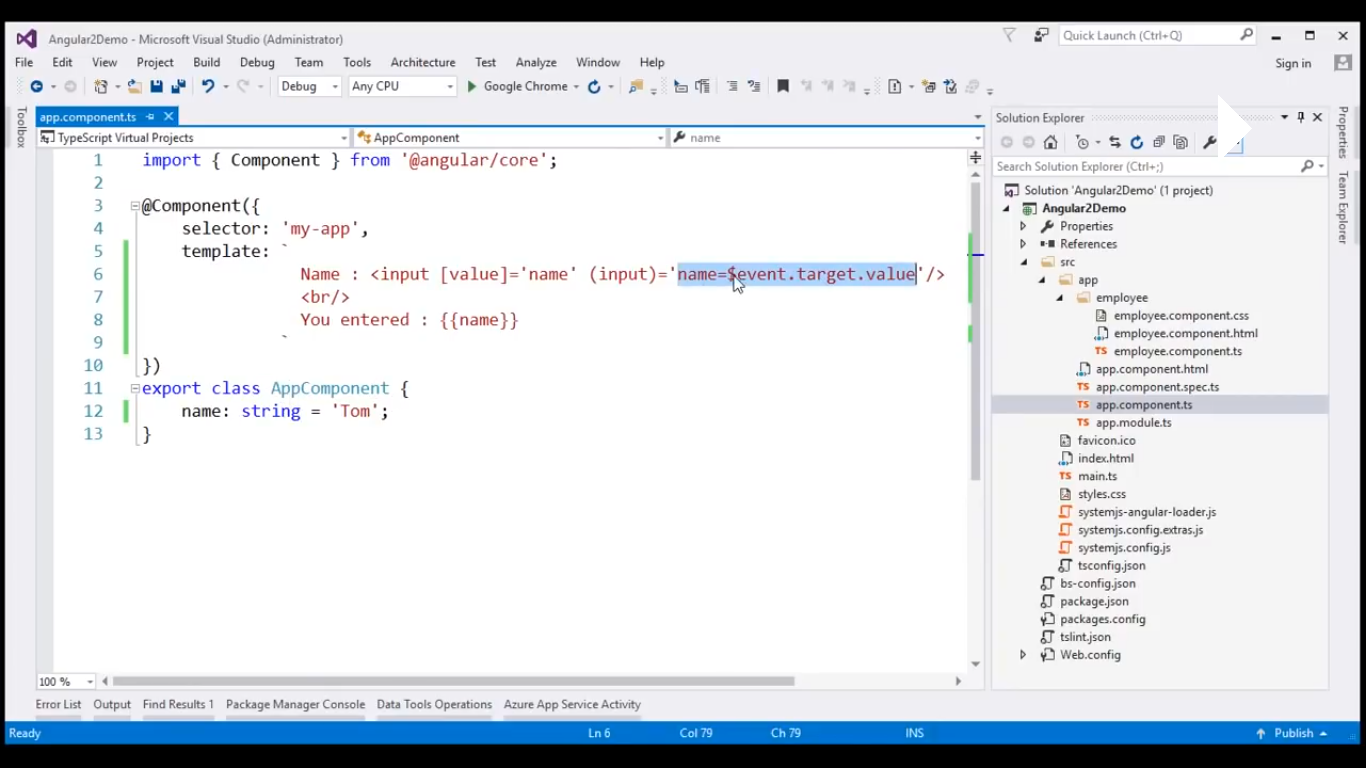 Angular2Demo - Microsoft Visual Studio (Administrator)
Quick Launch (Ctrl+Q)
File Edit View Project Build Debug Team Tools Architecture Test Analyze Window Help
Sign in
Debug Any CPU Google Chrome
Toolbox
app.component.ts
TypeScript Virtual Projects AppComponent name
1 import { Component } from '@angular/core';
2
3 @Component({
4 selector: 'my-app',
5 template: `
6 Name : <input [value]='name' (input)='name=$event.target.value'/>
7 <br/>
8 You entered : {{name}}
9 `
10 })
11 export class AppComponent {
12 name: string = 'Tom';
13 }
100 %
Solution Explorer
Search Solution Explorer (Ctrl+;)
Solution 'Angular2Demo' (1 project)
Angular2Demo
Properties
References
src
app
employee
employee.component.css
TS employee.component.html
TS employee.component.ts
app.component.html
TS app.component.spec.ts
TS app.component.ts
TS app.module.ts
favicon.ico
index.html
TS main.ts
styles.css
systemjs-angular-loader.js
systemjs.config.extras.js
systemjs.config.js
tsconfig.json
bs-config.json
package.json
packages.config
tslint.json
Web.config
Properties
Team Explorer
Error List Output Find Results 1 Package Manager Console Data Tools Operations Azure App Service Activity
Ready Ln 6 Col 79 Ch 79 INS Publish